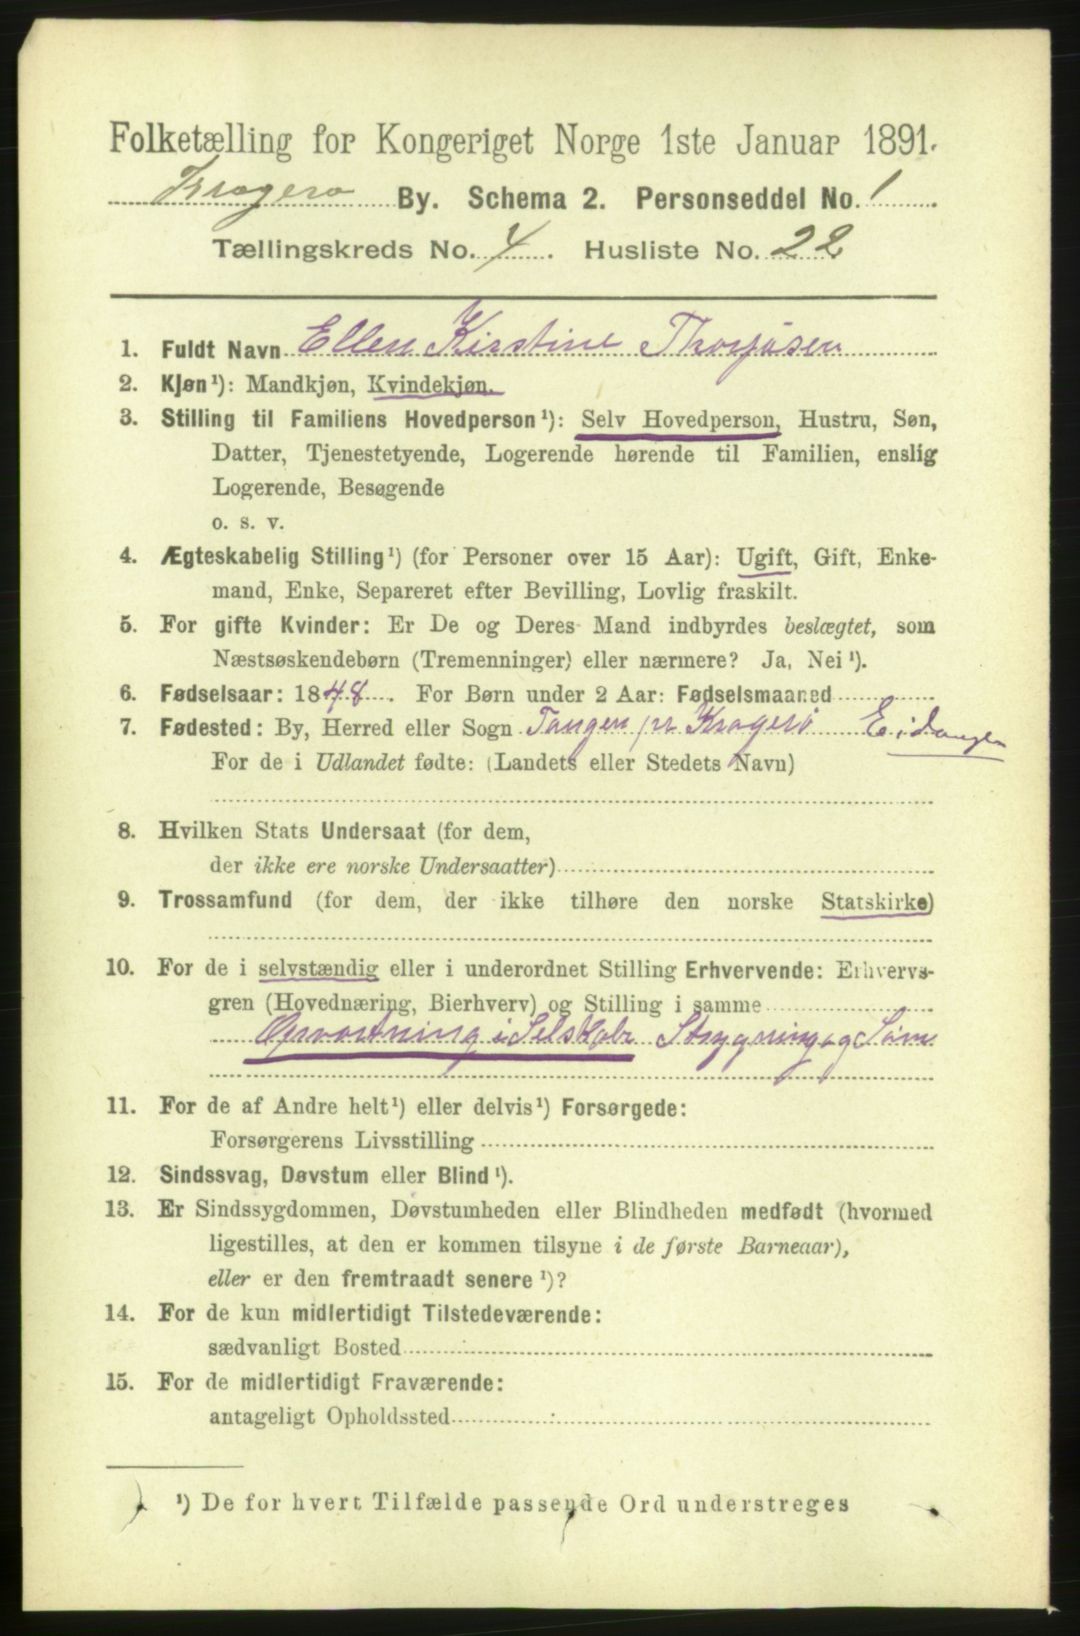 Folketælling for Kongeriget Norge 1ste Januar 1891.
Kragerø By. Schema 2. Personseddel No. 1.
Tællingskreds No. 4. Husliste No. 22
1. Fuldt Navn Ellen Kirstine Thorjøsen
2. Kjøn¹): Mandkjøn, Kvindekjøn.
3. Stilling til Familiens Hovedperson¹): Selv Hovedperson, Hustru, Søn,
Datter, Tjenestetyende, Logerende hørende til Familien, enslig
Logerende, Besøgende
o. s. v.
4. Ægteskabelig Stilling¹) (for Personer over 15 Aar): Ugift, Gift, Enke-
mand, Enke, Separeret efter Bevilling, Lovlig fraskilt.
5. For gifte Kvinder: Er De og Deres Mand indbyrdes beslægtet, som
Næstsøskendebørn (Tremenninger) eller nærmere? Ja, Nei¹).
6. Fødselsaar: 1848. For Børn under 2 Aar: Fødselsmaaned
7. Fødested: By, Herred eller Sogn Tangen pr Kragerø Eidanger
For de i Udlandet fødte: (Landets eller Stedets Navn)
8. Hvilken Stats Undersaat (for dem,
der ikke ere norske Undersaatter)
9. Trossamfund (for dem, der ikke tilhøre den norske Statskirke)
10. For de i selvstændig eller i underordnet Stilling Erhvervende: Erhvervs-
gren (Hovednæring, Bierhverv) og Stilling i samme
Opvartning i Selskabr Strygning og Søm
11. For de af Andre helt¹) eller delvis¹) Forsørgede:
Forsørgerens Livsstilling
12. Sindssvag, Døvstum eller Blind¹).
13. Er Sindssygdommen, Døvstumheden eller Blindheden medfødt (hvormed
ligestilles, at den er kommen tilsyne i de første Barneaar),
eller er den fremtraadt senere¹)?
14. For de kun midlertidigt Tilstedeværende:
sædvanligt Bosted
15. For de midlertidigt Fraværende:
antageligt Opholdssted
¹) De for hvert Tilfælde passende Ord understreges